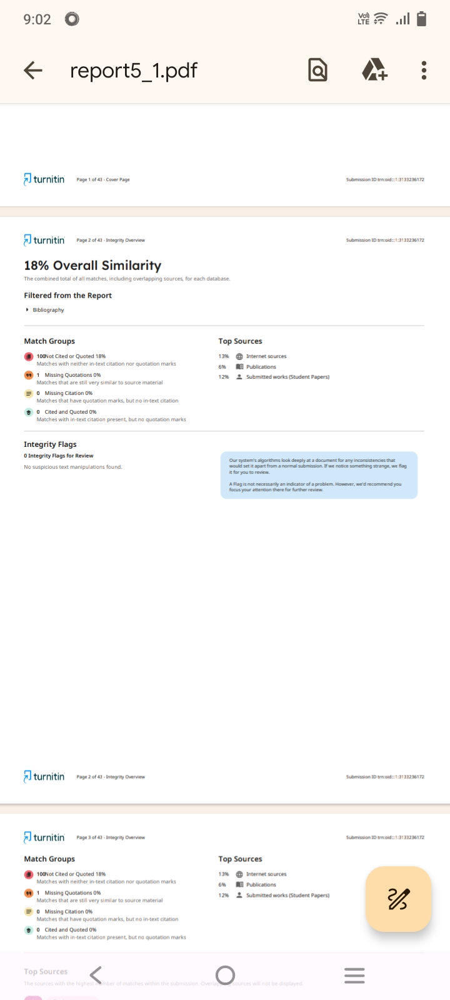 9:02
Vo) LTE
report5_1.pdf
turnitin Page 1 of 43 - Cover Page Submission ID trn:oid:::1:3133236172
turnitin Page 2 of 43 - Integrity Overview Submission ID trn:oid:::1:3133236172
18% Overall Similarity
The combined total of all matches, including overlapping sources, for each database.
Filtered from the Report
Bibliography
Match Groups
100 Not Cited or Quoted 18%
Matches with neither in-text citation nor quotation marks
1 Missing Quotations 0%
Matches that are still very similar to source material
0 Missing Citation 0%
Matches that have quotation marks, but no in-text citation
0 Cited and Quoted 0%
Matches with in-text citation present, but no quotation marks
Top Sources
13% Internet sources
6% Publications
12% Submitted works (Student Papers)
Integrity Flags
0 Integrity Flags for Review
No suspicious text manipulations found.
Our system's algorithms look deeply at a document for any inconsistencies that
would set it apart from a normal submission. If we notice something strange, we flag
it for you to review.
A Flag is not necessarily an indicator of a problem. However, we'd recommend you
focus your attention there for further review.
turnitin Page 2 of 43 - Integrity Overview Submission ID trn:oid:::1:3133236172
turnitin Page 3 of 43 - Integrity Overview Submission ID trn:oid:::1:3133236172
Match Groups
100 Not Cited or Quoted 18%
Matches with neither in-text citation nor quotation marks
1 Missing Quotations 0%
Matches that are still very similar to source material
0 Missing Citation 0%
Matches that have quotation marks, but no in-text citation
0 Cited and Quoted 0%
Matches with in-text citation present, but no quotation marks
Top Sources
13% Internet sources
6% Publications
12% Submitted works (Student Papers)
Top Sources
The sources with the highest number of matches within the submission. Overlapping sources will not be displayed.